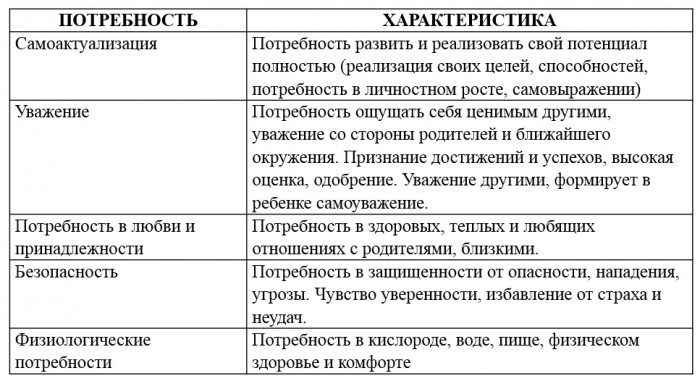 ПОТРЕБНОСТЬ ХАРАКТЕРИСТИКА
Самоактуализация Потребность развить и реализовать свой потенциал
полностью (реализация своих целей, способностей,
потребность в личностном росте, самовыражении)
Уважение Потребность ощущать себя ценимым другими,
уважение со стороны родителей и ближайшего
окружения. Признание достижений и успехов, высокая
оценка, одобрение. Уважение другими, формирует в
ребенке самоуважение.
Потребность в любви и Потребность в здоровых, теплых и любящих
принадлежности отношениях с родителями, близкими.
Безопасность Потребность в защищенности от опасности, нападения,
угрозы. Чувство уверенности, избавление от страха и
неудач.
Физиологические Потребность в кислороде, воде, пище, физическом
потребности здоровье и комфорте